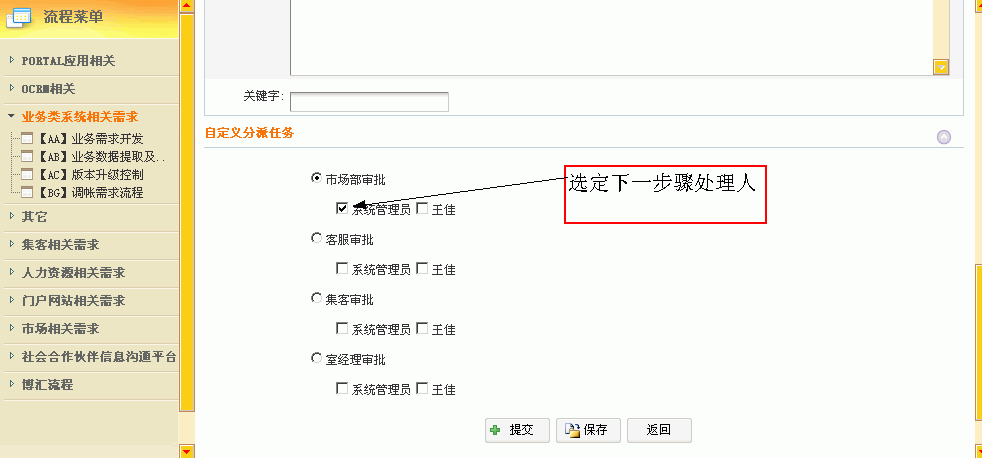 流程菜单
PORTAL应用相关
OCRM相关
业务类系统相关需求
【AA】业务需求开发
【AB】业务数据提取及..
【AC】版本升级控制
【BG】调帐需求流程
其它
集客相关需求
人力资源相关需求
门户网站相关需求
市场相关需求
社会合作伙伴信息沟通平台
博汇流程
关键字:
自定义分派任务
市场部审批
选定下一步骤处理人
系统管理员 王佳
客服审批
系统管理员 王佳
集客审批
系统管理员 王佳
室经理审批
系统管理员 王佳
提交 保存 返回